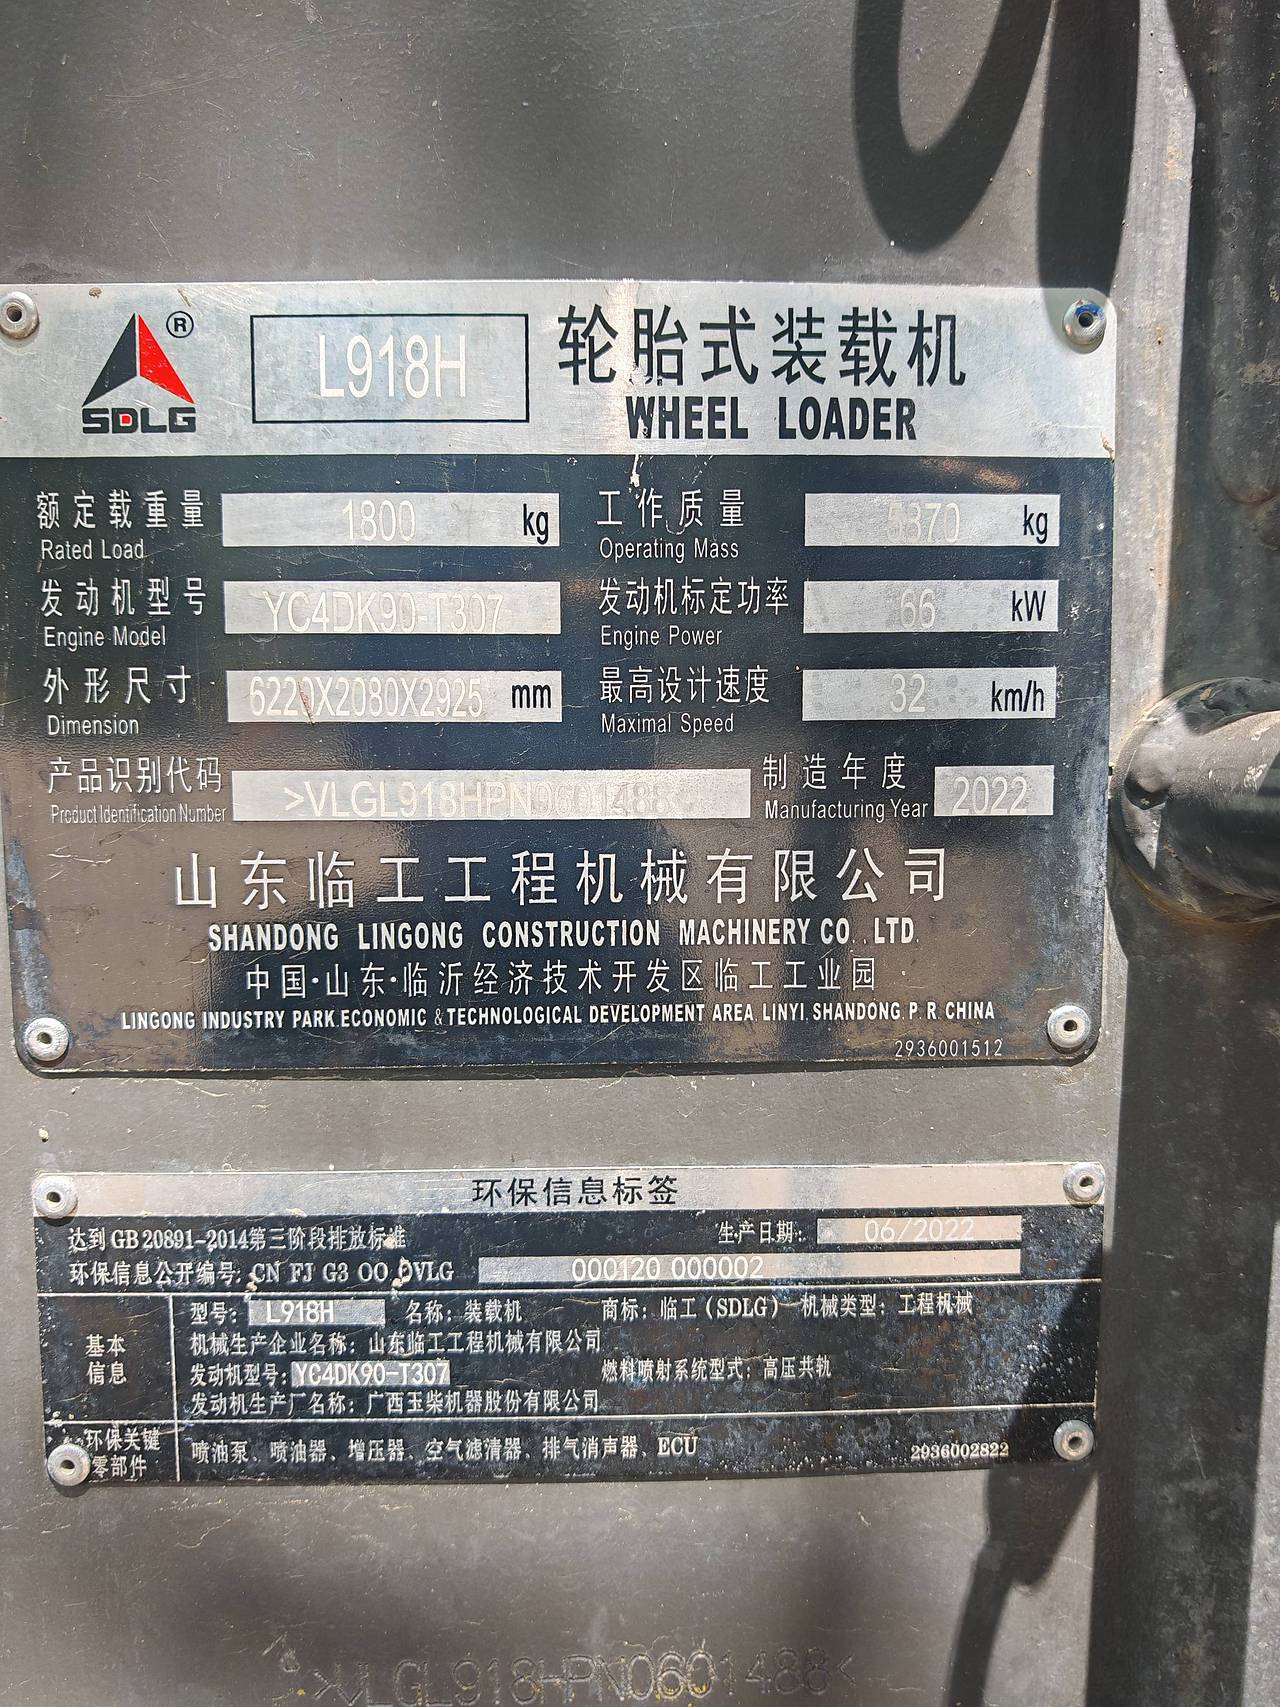 SDLG ® L918H 轮胎式装载机
WHEEL LOADER
额定载重量 1800 kg 工作质量 5370 kg
Rated Load Operating Mass
发动机型号 YC4DK90-T307 发动机标定功率 66 kW
Engine Model Engine Power
外形尺寸 6220X2080X2925 mm 最高设计速度 32 km/h
Dimension Maximal Speed
产品识别代码 >VLGL918HPN0601488< 制造年度 2022
Product Identification Number Manufacturing Year
山东临工工程机械有限公司
SHANDONG LINGONG CONSTRUCTION MACHINERY CO.,LTD.
中国·山东·临沂经济技术开发区临工工业园
LINGONG INDUSTRY PARK.ECONOMIC & TECHNOLOGICAL DEVELOPMENT AREA. LINYI. SHANDONG. P. R. CHINA
2936001512
环保信息标签
达到 GB 20891-2014第三阶段排放标准 生产日期: 06/2022
环保信息公开编号: CN FJ G3 OO DVLG 000120 000002
基本信息
型号: L918H 名称: 装载机 商标: 临工(SDLG) 机械类型: 工程机械
机械生产企业名称: 山东临工工程机械有限公司
发动机型号: YC4DK90-T307 燃料喷射系统型式: 高压共轨
发动机生产厂名称: 广西玉柴机器股份有限公司
环保关键零部件
喷油泵、喷油器、增压器、空气滤清器、排气消声器、ECU 2936002822
>VLGL918HPN0601488<